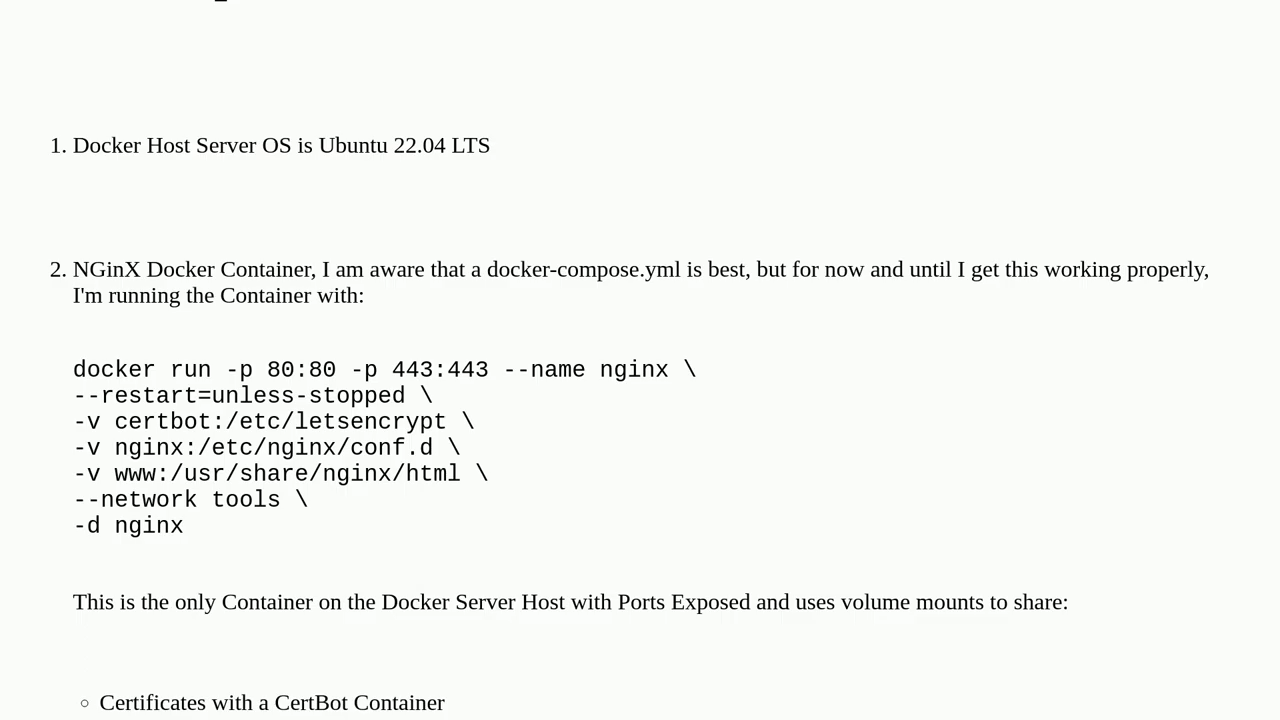 1. Docker Host Server OS is Ubuntu 22.04 LTS
2. NGinX Docker Container, I am aware that a docker-compose.yml is best, but for now and until I get this working properly,
I'm running the Container with:
docker run -p 80:80 -p 443:443 --name nginx \
--restart=unless-stopped \
-v certbot:/etc/letsencrypt \
-v nginx:/etc/nginx/conf.d \
-v www:/usr/share/nginx/html \
--network tools \
-d nginx
This is the only Container on the Docker Server Host with Ports Exposed and uses volume mounts to share:
◦ Certificates with a CertBot Container